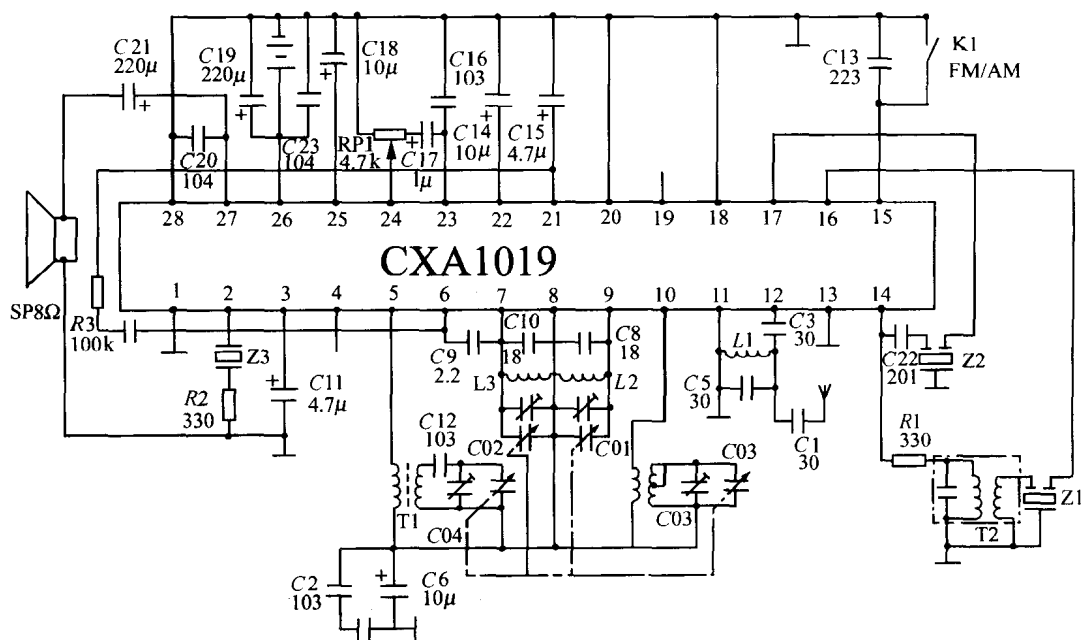 C21
220μ
C19
220μ
C18
10μ
C16
103
C13
223
K1
FM/AM
C20
104
C23
104
RP1
4.7k
C17
1μ
C14
10μ
C15
4.7μ
28 27 26 25 24 23 22 21 20 19 18 17 16 15
CXA1019
SP8Ω
1 2 3 4 5 6 7 8 9 10 11 12 13 14
R3
100k
Z3
R2
330
C11
4.7μ
C9
2.2
C10
18
C8
18
L3
L2
L1
C3
30
C5
30
C1
30
C22
201
Z2
R1
330
Z1
T2
C12
103
C02
C01
C03
C03
T1
C04
C2
103
C6
10μ